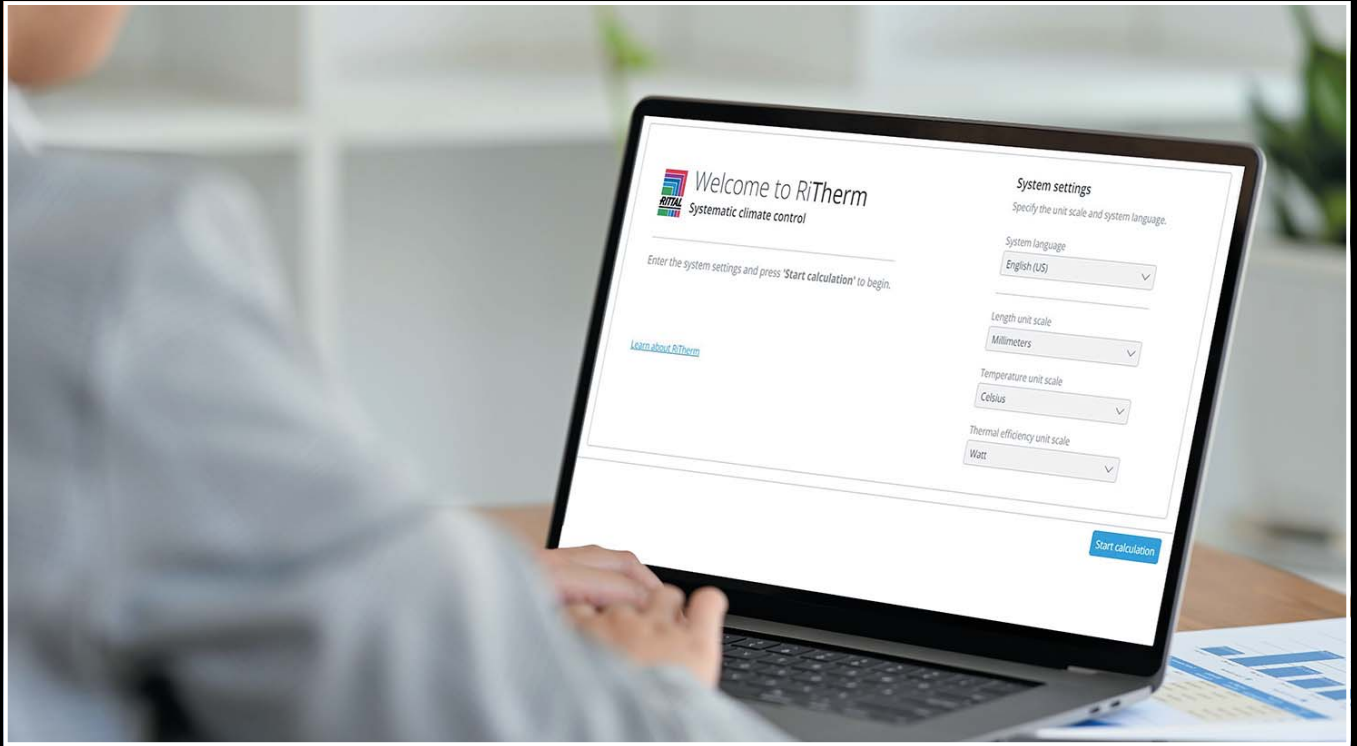 RITTAL
Welcome to RiTherm
Systematic climate control
Enter the system settings and press 'Start calculation' to begin.
Learn about RiTherm
System settings
Specify the unit scale and system language.
System language
English (US)
Length unit scale
Millimeters
Temperature unit scale
Celsius
Thermal efficiency unit scale
Watt
Start calculation